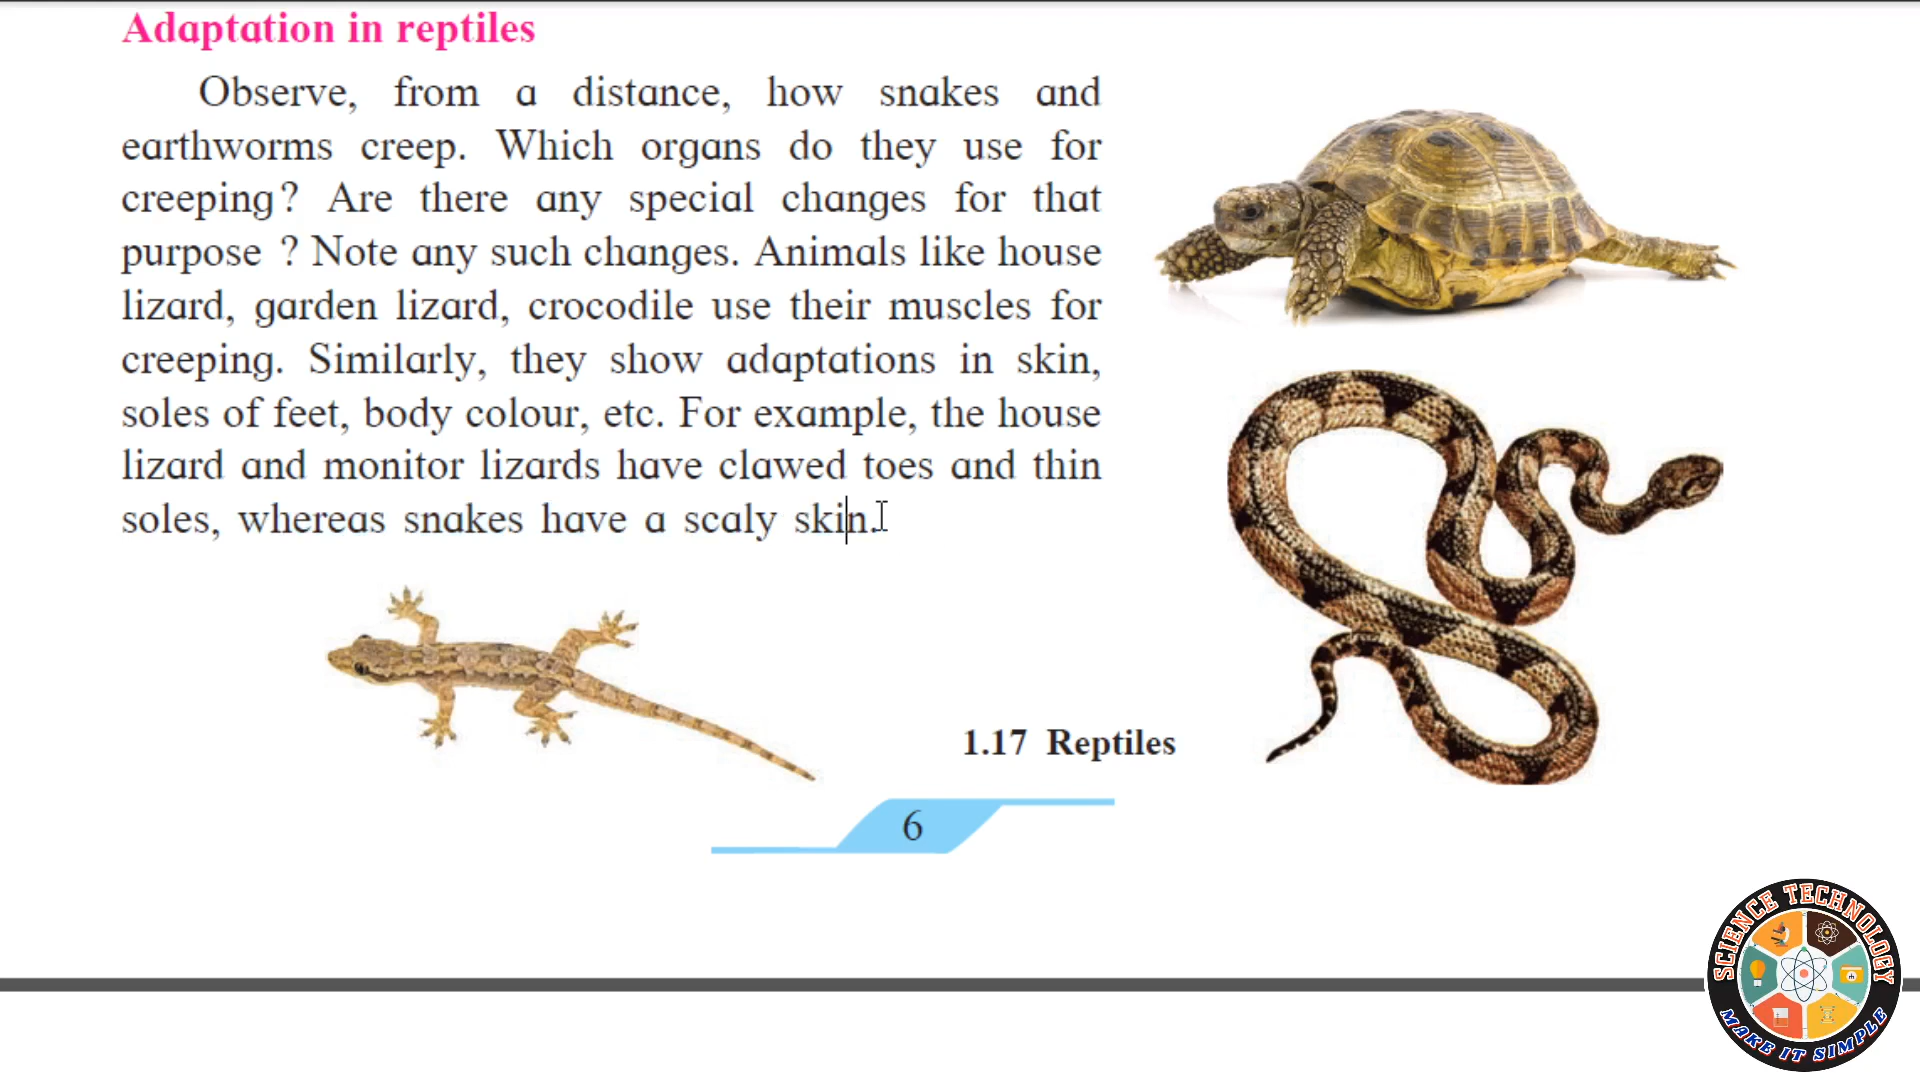 Adaptation in reptiles
Observe, from a distance, how snakes and
earthworms creep. Which organs do they use for
creeping? Are there any special changes for that
purpose ? Note any such changes. Animals like house
lizard, garden lizard, crocodile use their muscles for
creeping. Similarly, they show adaptations in skin,
soles of feet, body colour, etc. For example, the house
lizard and monitor lizards have clawed toes and thin
soles, whereas snakes have a scaly skin.
1.17 Reptiles
6
SCIENCE TECHNOLOGY
MAKE IT SIMPLE